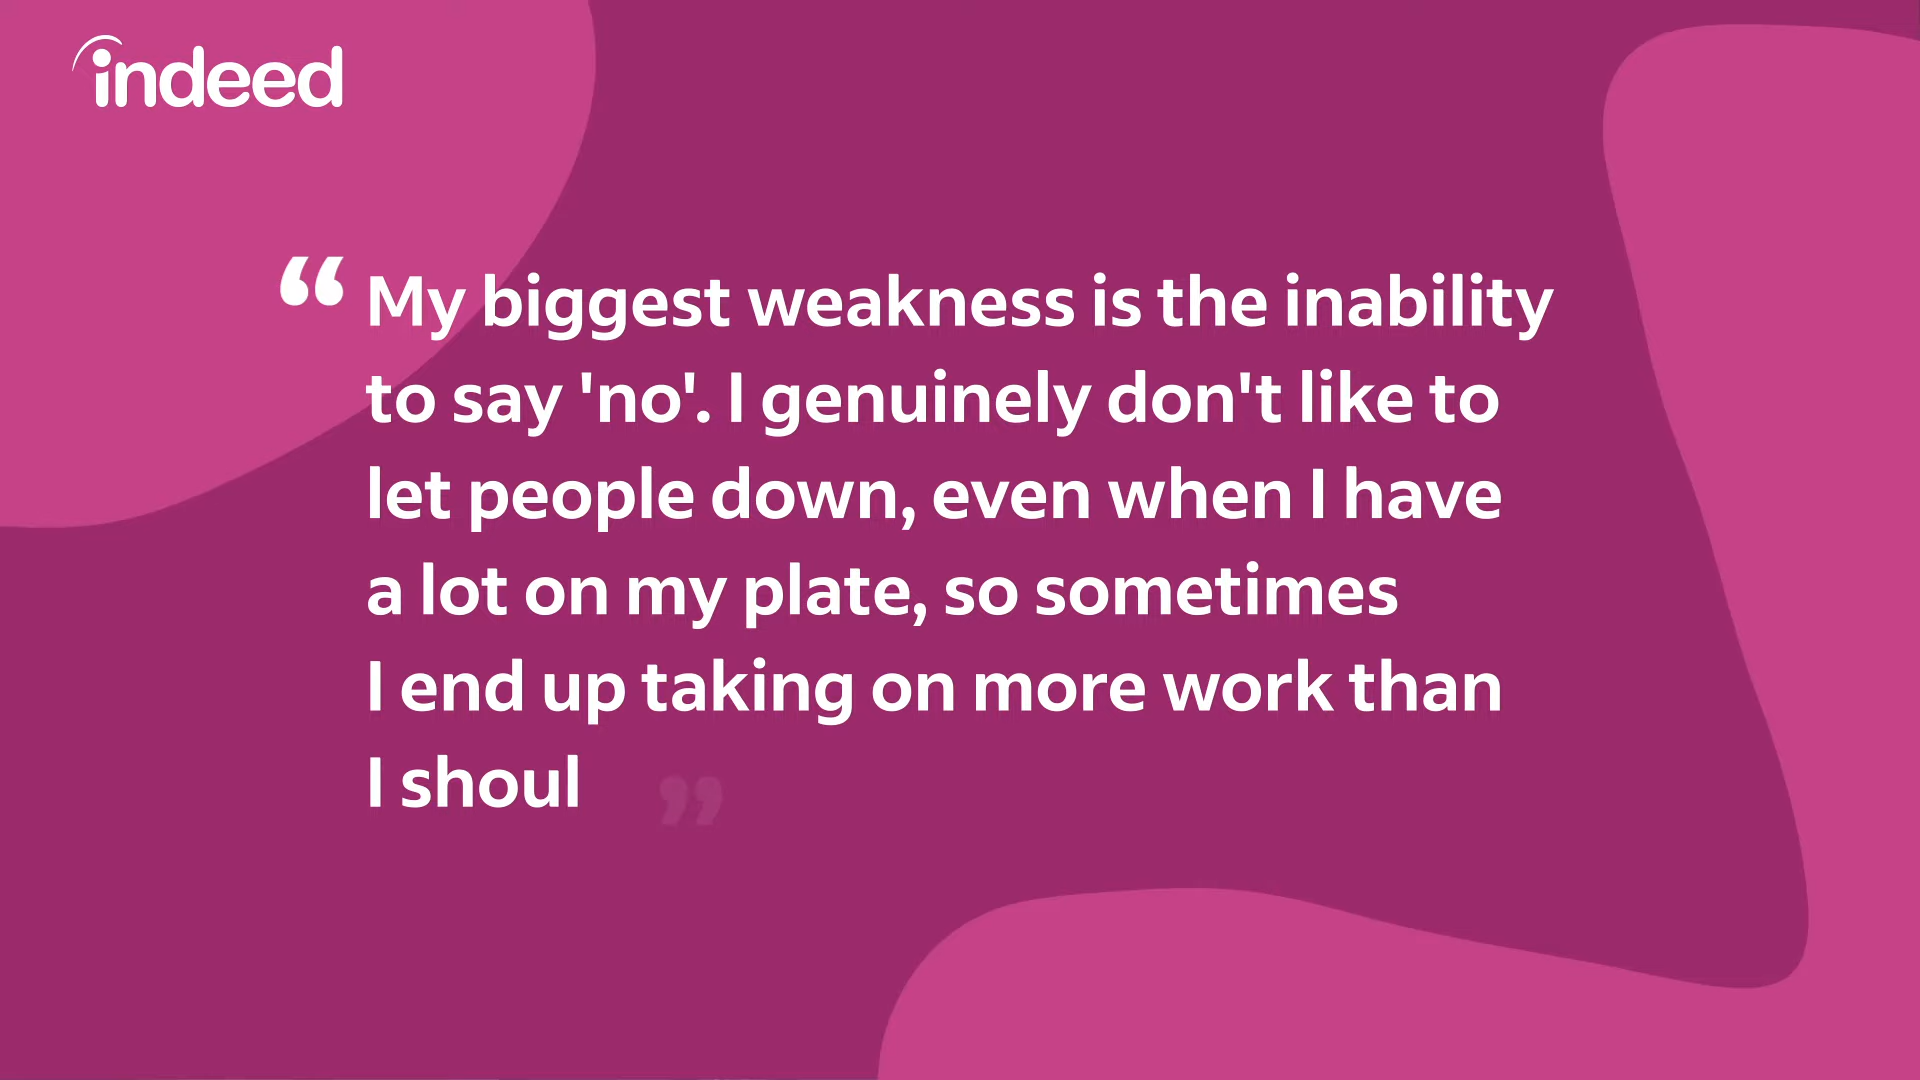 indeed
“My biggest weakness is the inability
to say 'no'. I genuinely don't like to
let people down, even when I have
a lot on my plate, so sometimes
I end up taking on more work than
I shoul ”